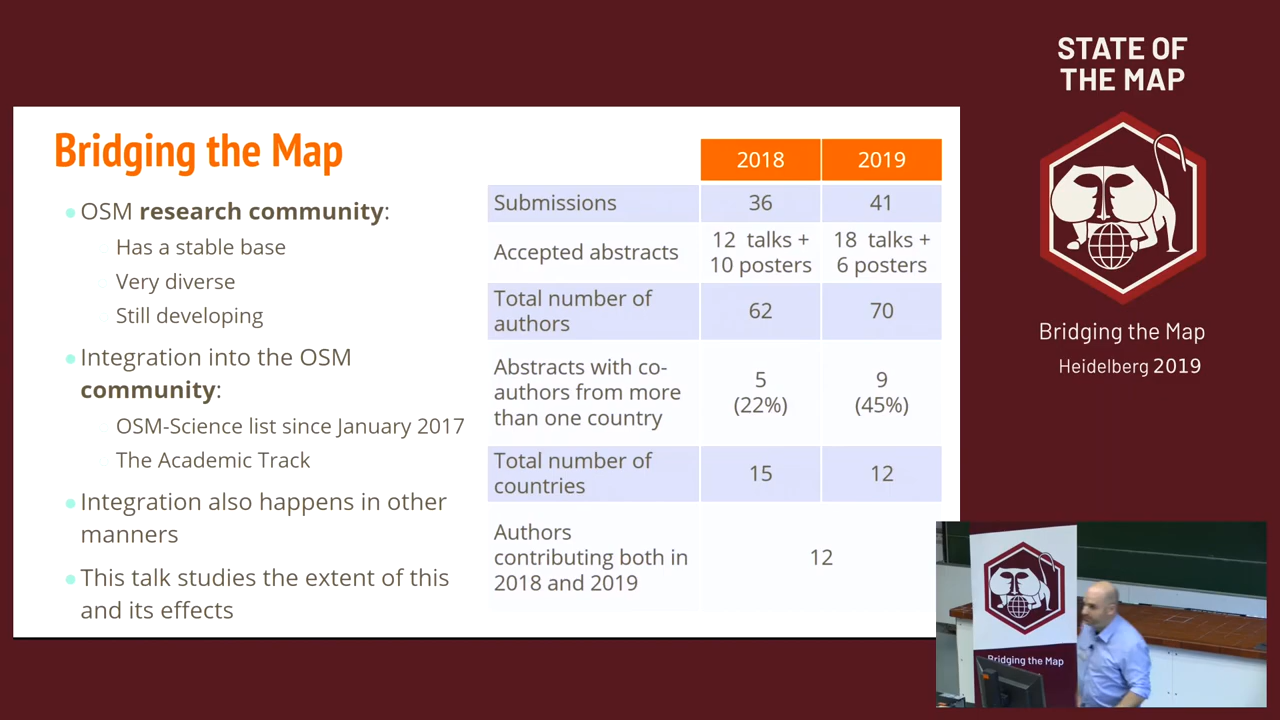 STATE OF
THE MAP
Bridging the Map
Heidelberg 2019
Bridging the Map
OSM research community:
Has a stable base
Very diverse
Still developing
Integration into the OSM
community:
OSM-Science list since January 2017
The Academic Track
Integration also happens in other
manners
This talk studies the extent of this
and its effects
2018 2019
Submissions 36 41
Accepted abstracts 12 talks + 10 posters 18 talks + 6 posters
Total number of
authors 62 70
Abstracts with co-
authors from more
than one country 5 (22%) 9 (45%)
Total number of
countries 15 12
Authors
contributing both in
2018 and 2019 12
Bridging the Map